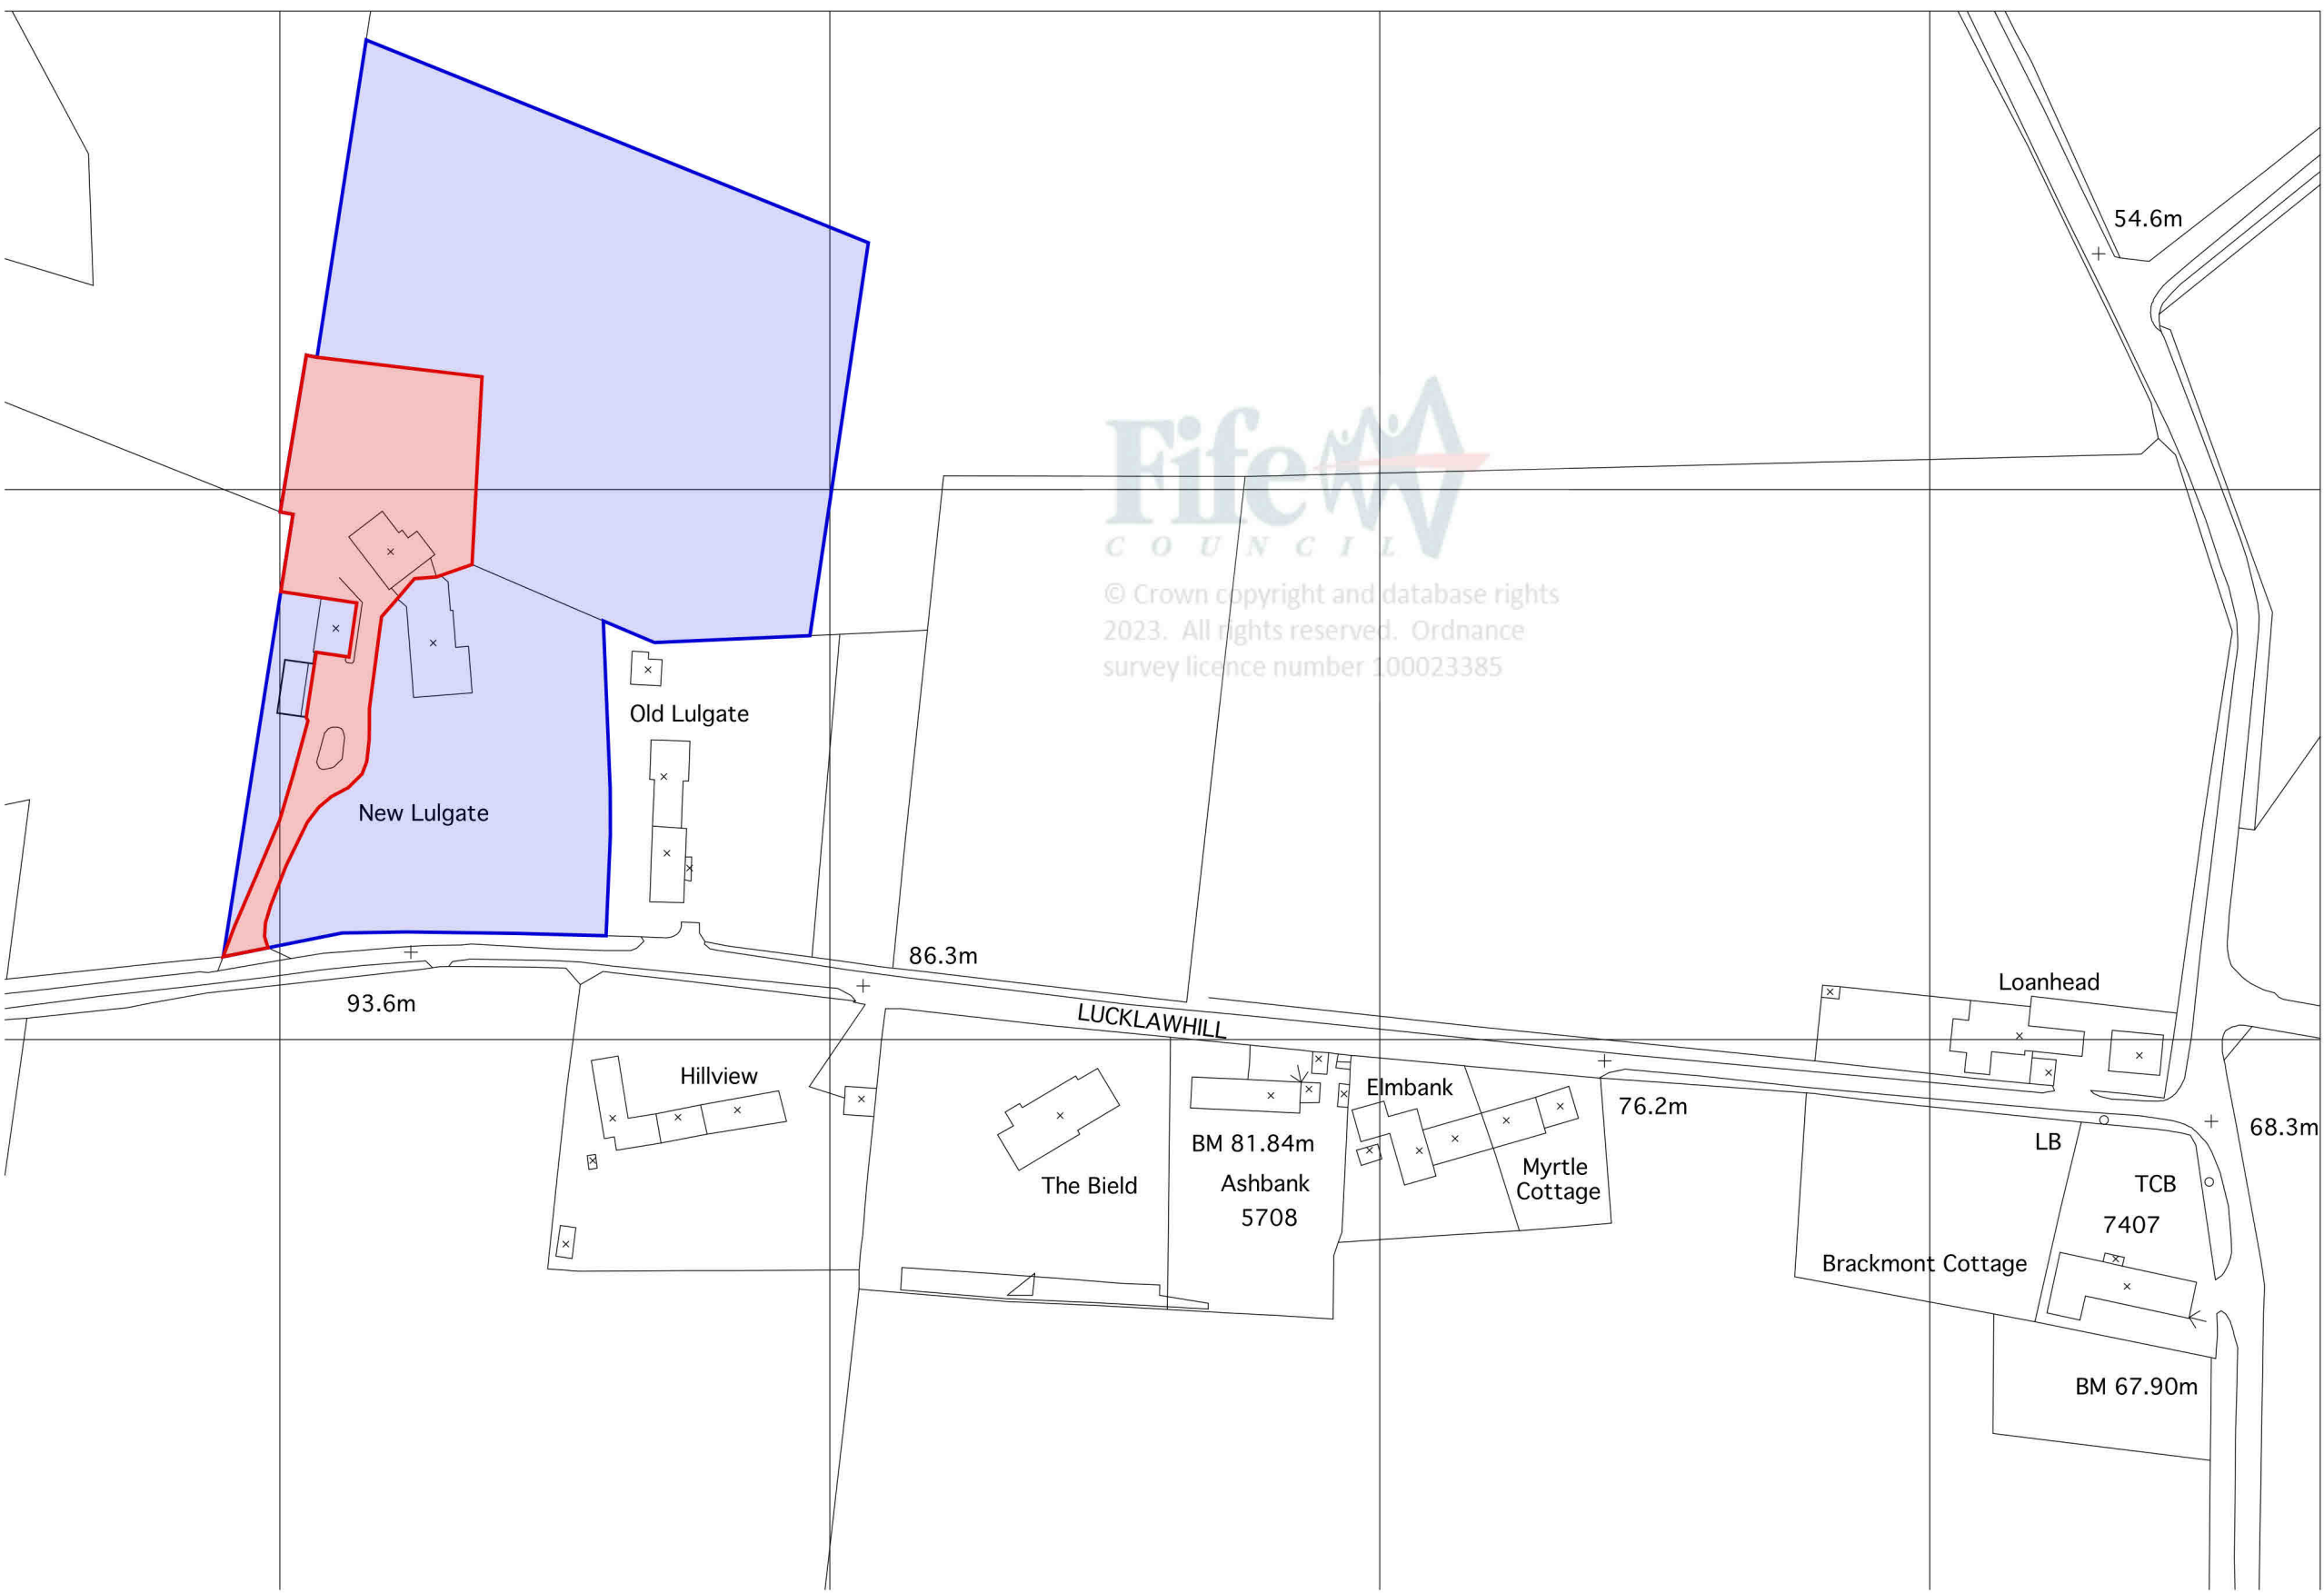 54.6m
Fife
COUNCIL
© Crown copyright and database rights
2023. All rights reserved. Ordnance
survey licence number 100023385
Old Lulgate
New Lulgate
86.3m
93.6m
LUCKLAWHILL
Loanhead
Hillview
Elmbank
76.2m
68.3m
BM 81.84m
LB
The Bield
Ashbank
5708
Myrtle
Cottage
TCB
7407
Brackmont Cottage
BM 67.90m